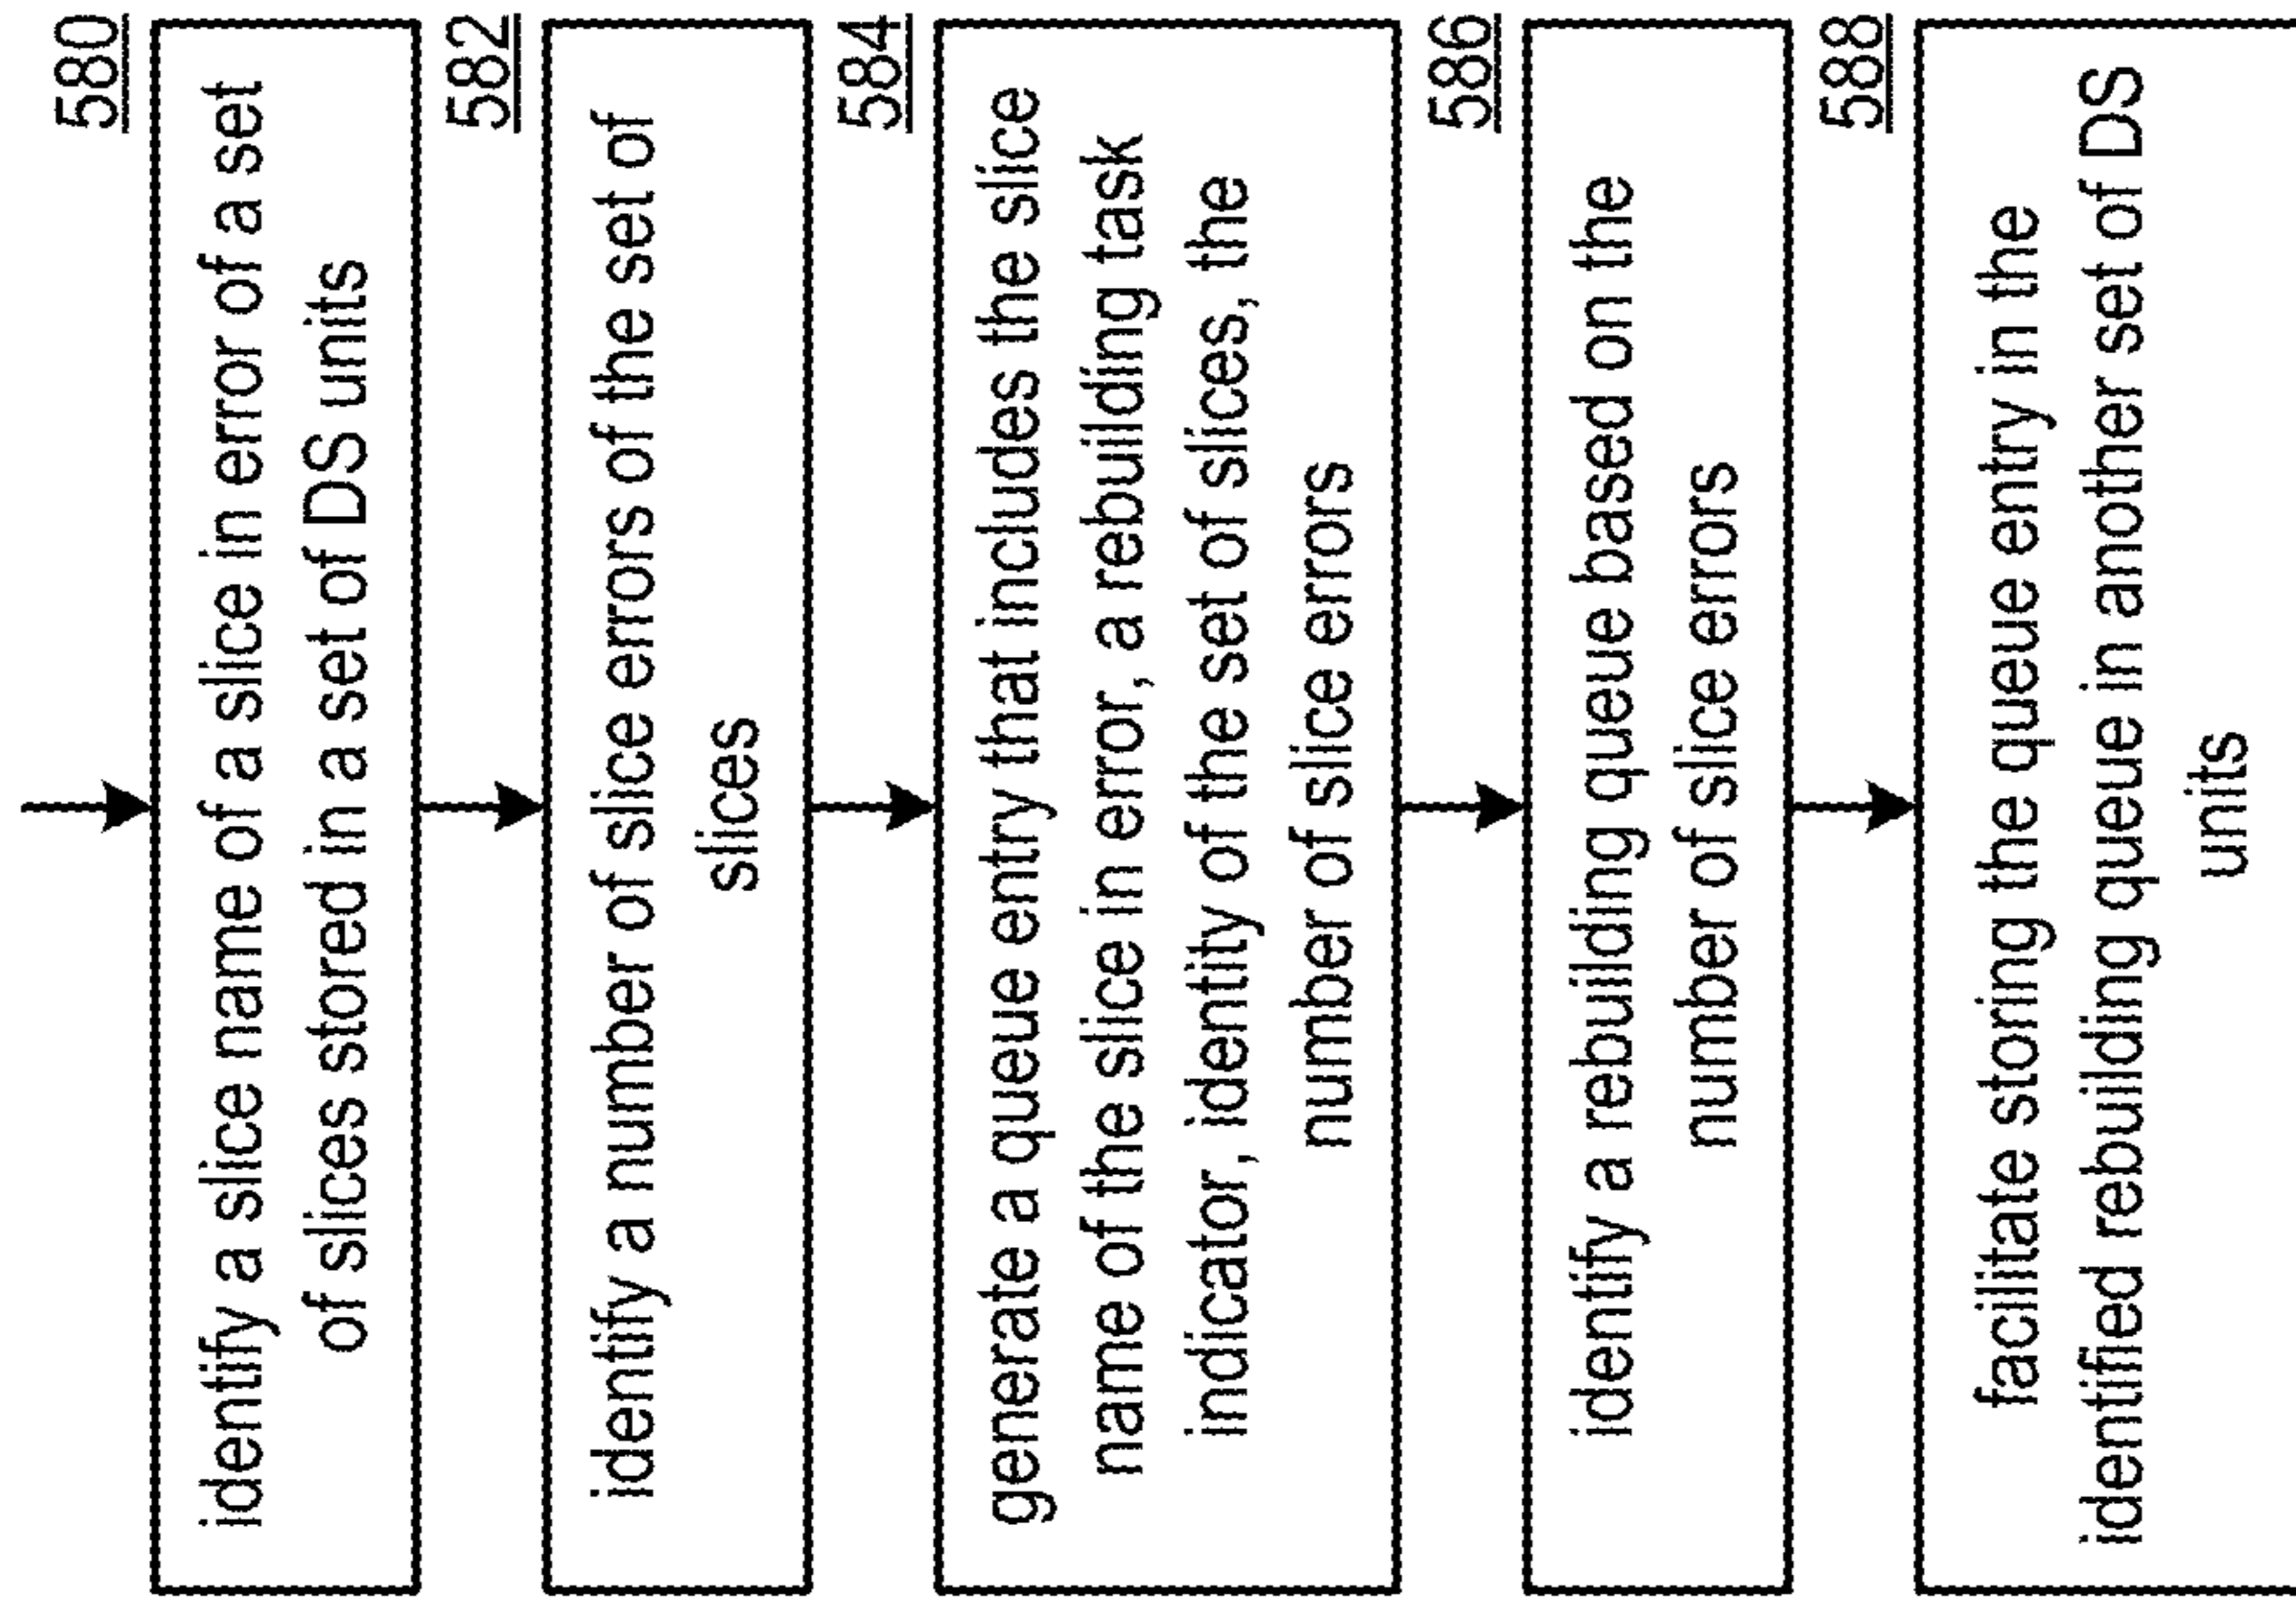 580
identify a slice name of a slice in error of a set
of slices stored in a set of DS units
582
identify a number of slice errors of the set of
slices
584
generate a queue entry that includes the slice
name of the slice in error, a rebuilding task
indicator, identity of the set of slices, the
number of slice errors
586
identify a rebuilding queue based on the
number of slice errors
588
facilitate storing the queue entry in the
identified rebuilding queue in another set of DS
units